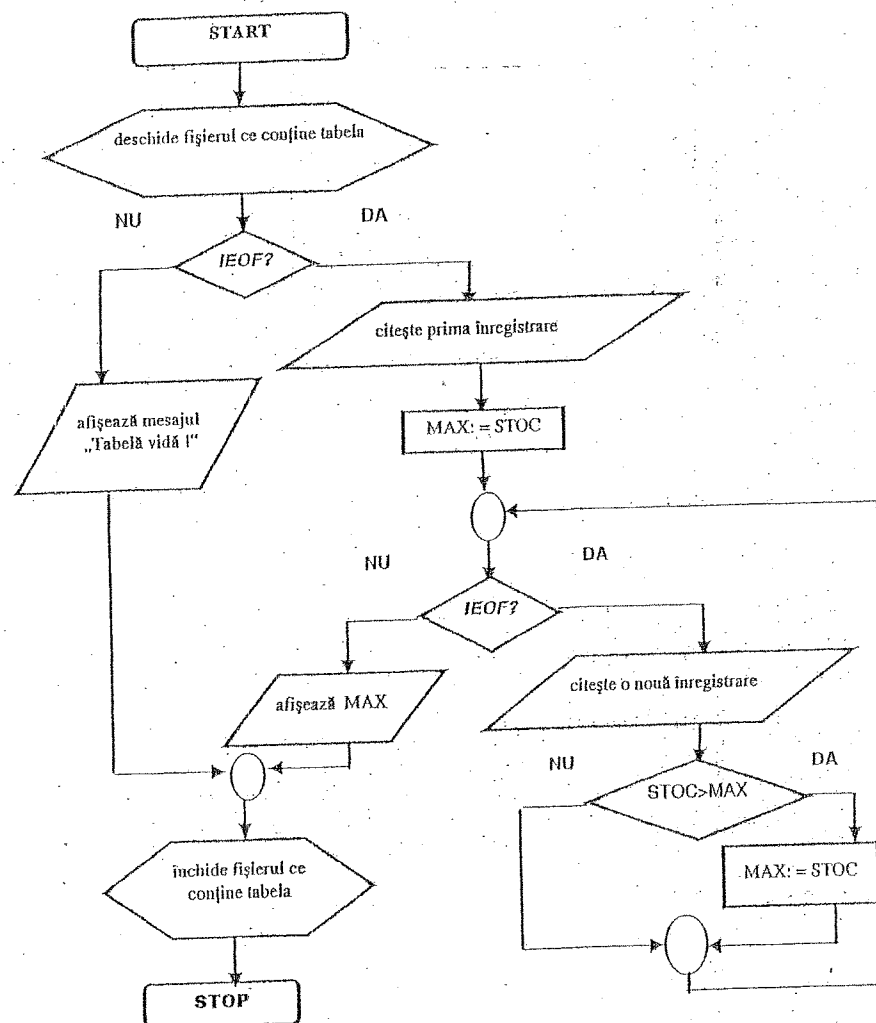 START
deschide fişierul ce conţine tabela
NU
DA
!EOF?
citeşte prima înregistrare
afişează mesajul
„Tabelă vidă !“
MAX: = STOC
NU
DA
!EOF?
citeşte o nouă înregistrare
afişează MAX
NU
DA
STOC>MAX
închide fişierul ce
conţine tabela
MAX: = STOC
STOP